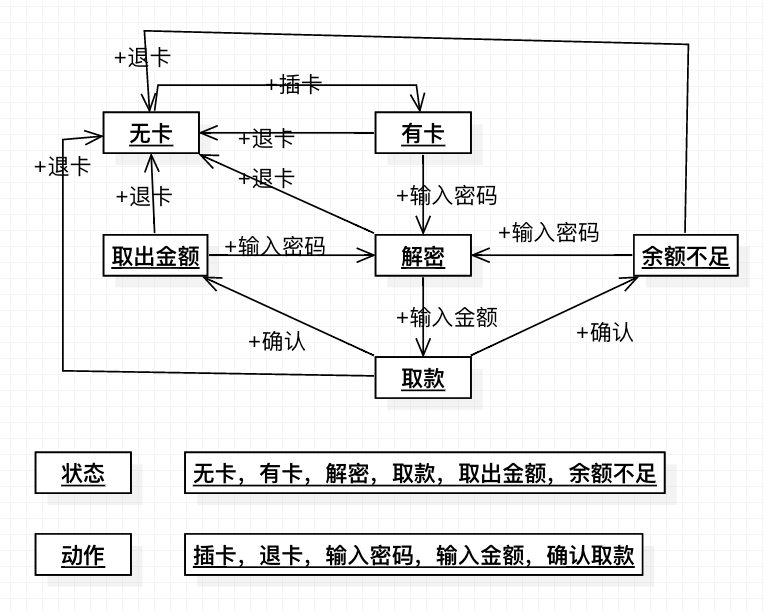 +退卡
+插卡
无卡
有卡
+退卡
+退卡
+退卡
+退卡
+输入密码
+输入密码
+输入密码
取出金额
解密
余额不足
+输入金额
+确认
+确认
取款
状态
无卡，有卡，解密，取款，取出金额，余额不足
动作
插卡，退卡，输入密码，输入金额，确认取款